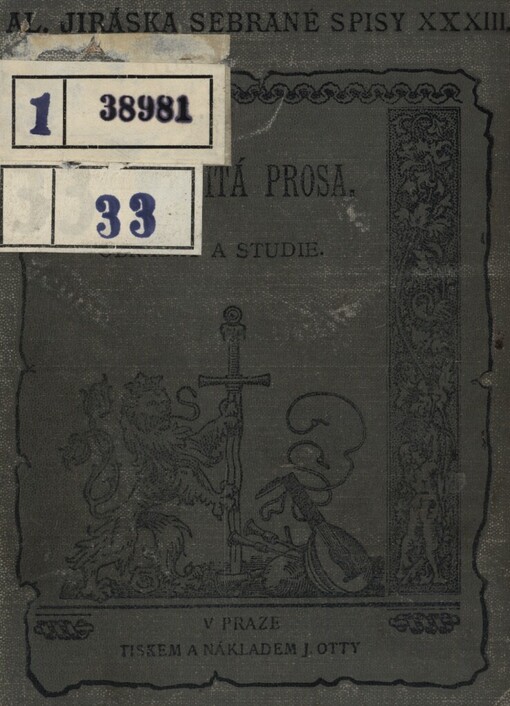 AL. JIRÁSKA SEBRANÉ SPISY XXXIII.
1 38981
ITÁ PROSA.
33
A STUDIE.
V PRAZE
TISKEM A NÁKLADEM J. OTTY